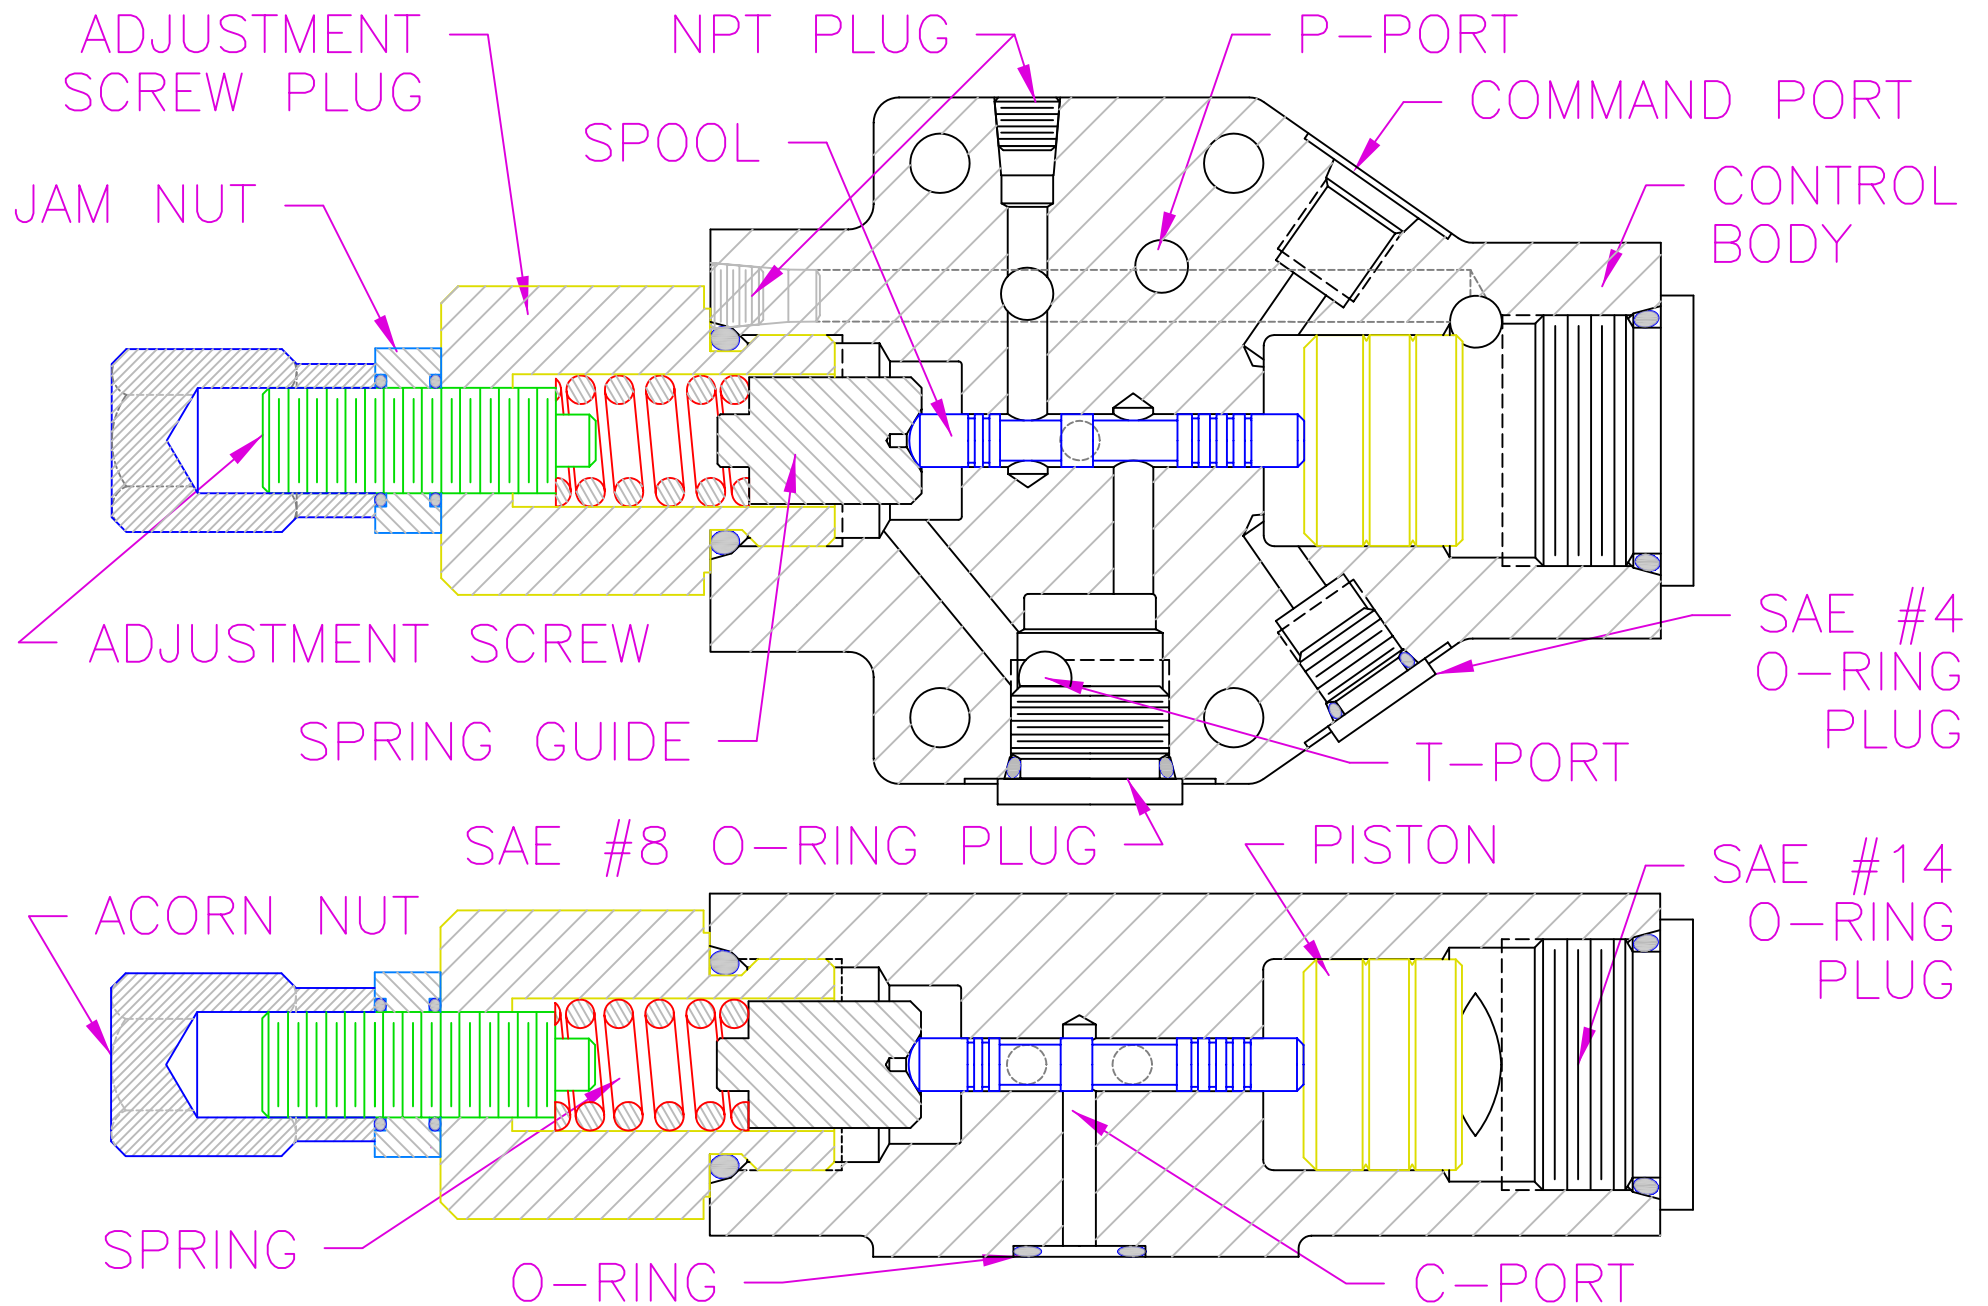 ADJUSTMENT
SCREW PLUG
NPT PLUG
P-PORT
COMMAND PORT
SPOOL
JAM NUT
CONTROL
BODY
ADJUSTMENT SCREW
SAE #4
O-RING
PLUG
SPRING GUIDE
T-PORT
SAE #8 O-RING PLUG
PISTON
SAE #14
O-RING
PLUG
ACORN NUT
SPRING
O-RING
C-PORT